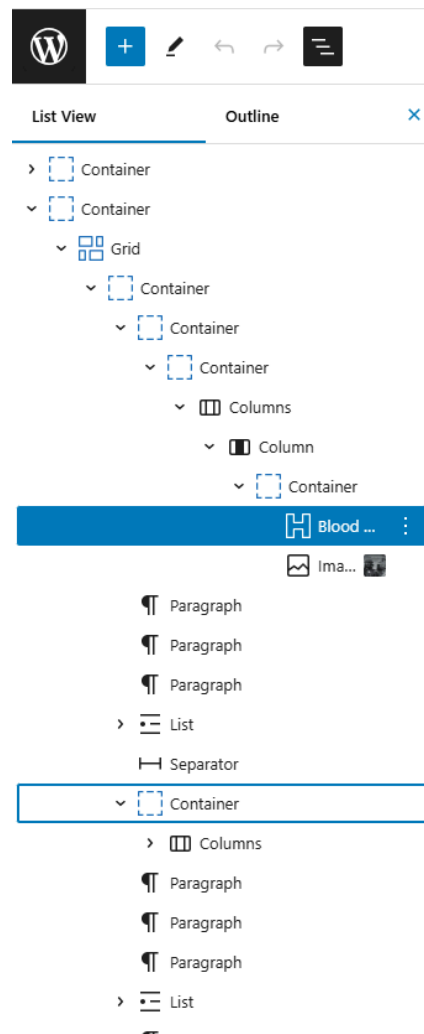 List View
Outline
Container
Container
Grid
Container
Container
Container
Columns
Column
Container
Blood ...
Ima...
Paragraph
Paragraph
Paragraph
List
Separator
Container
Columns
Paragraph
Paragraph
Paragraph
List